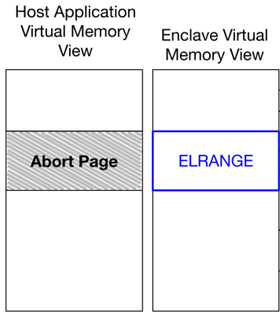 Host Application
Virtual Memory
View
Enclave Virtual
Memory View
Abort Page
ELRANGE